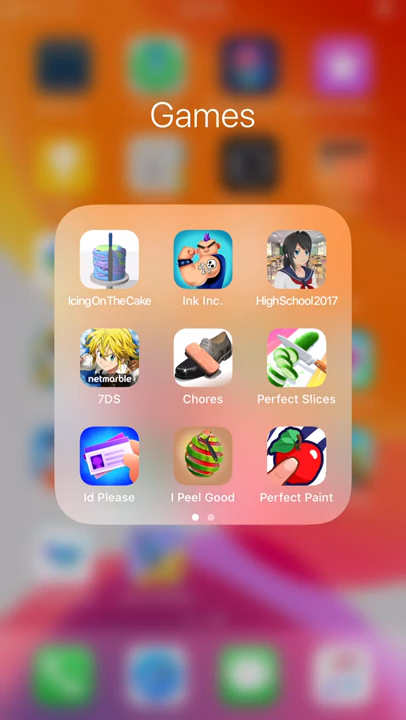 Games
IcingOnTheCake
Ink Inc.
HighSchool2017
netmarble
7DS
Chores
Perfect Slices
Id Please
I Peel Good
Perfect Paint